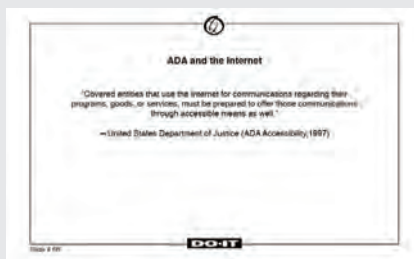 ADA and the Internet
"Covered entities that use the Internet for communications regarding their
programs, goods, or services, must be prepared to offer those communications
through accessible means as well."
—United States Department of Justice (ADA Accessibility, 1997)
DO-IT